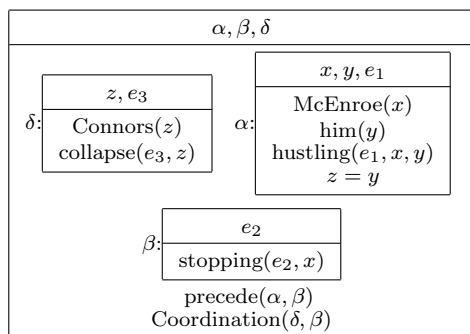 α, β, δ
δ:
z, e₃
Connors(z)
collapse(e₃, z)
α:
x, y, e₁
McEnroe(x)
him(y)
hustling(e₁, x, y)
z = y
β:
e₂
stopping(e₂, x)
precede(α, β)
Coordination(δ, β)